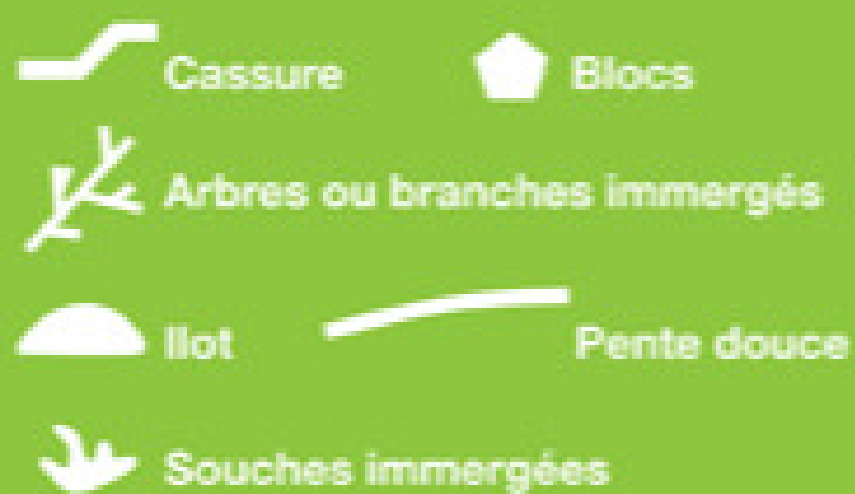 Cassure Blocs
Arbres ou branches immergés
Ilot Pente douce
Souches immergées